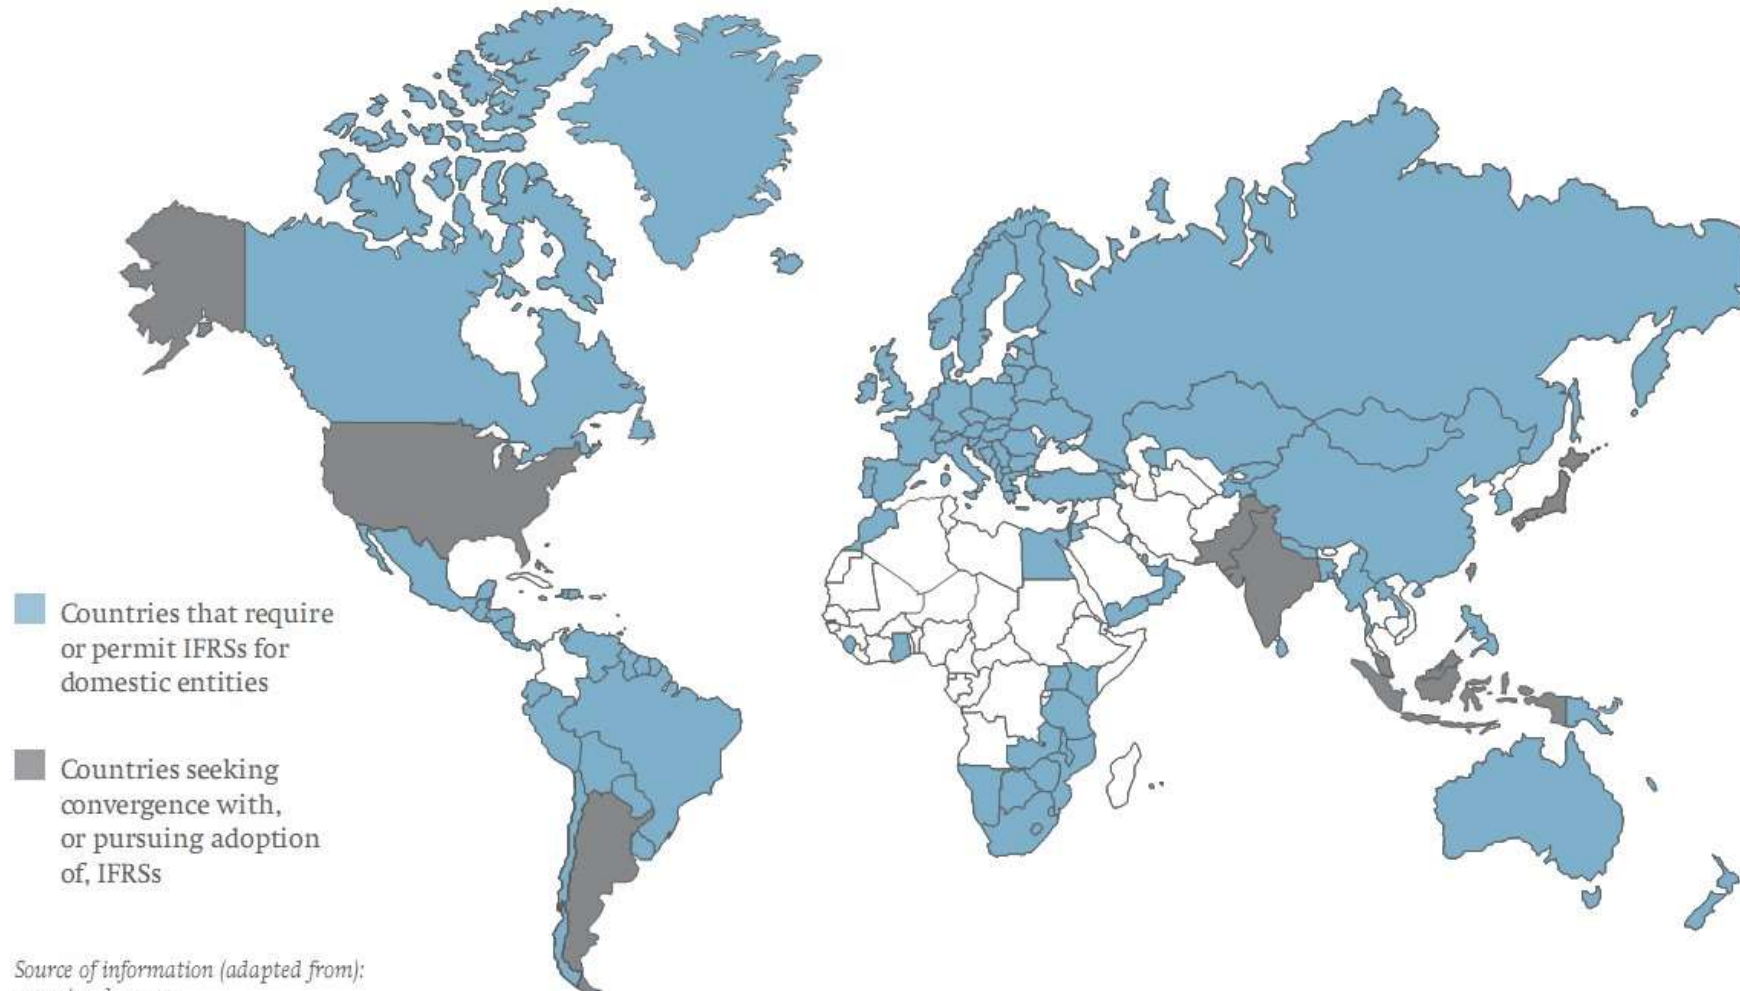 Countries that require
or permit IFRSs for
domestic entities
Countries seeking
convergence with,
or pursuing adoption
of, IFRSs
Source of information (adapted from):